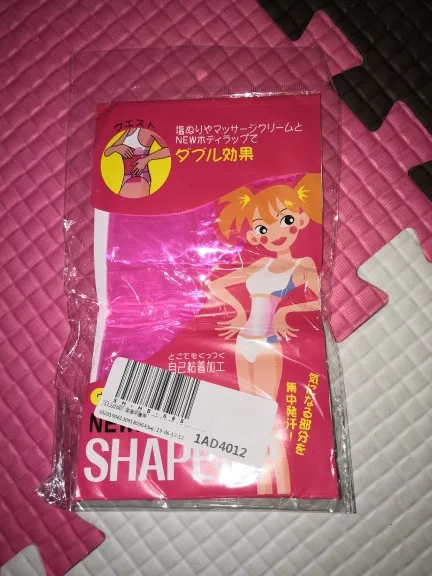 ウエスト
塩ぬりやマッサージクリームと
NEWボディラップで
ダブル効果
どこでもくっつく
自己粘着加工
気になる部分を
集中発汗！
1AD4012
NEW
SHAPE